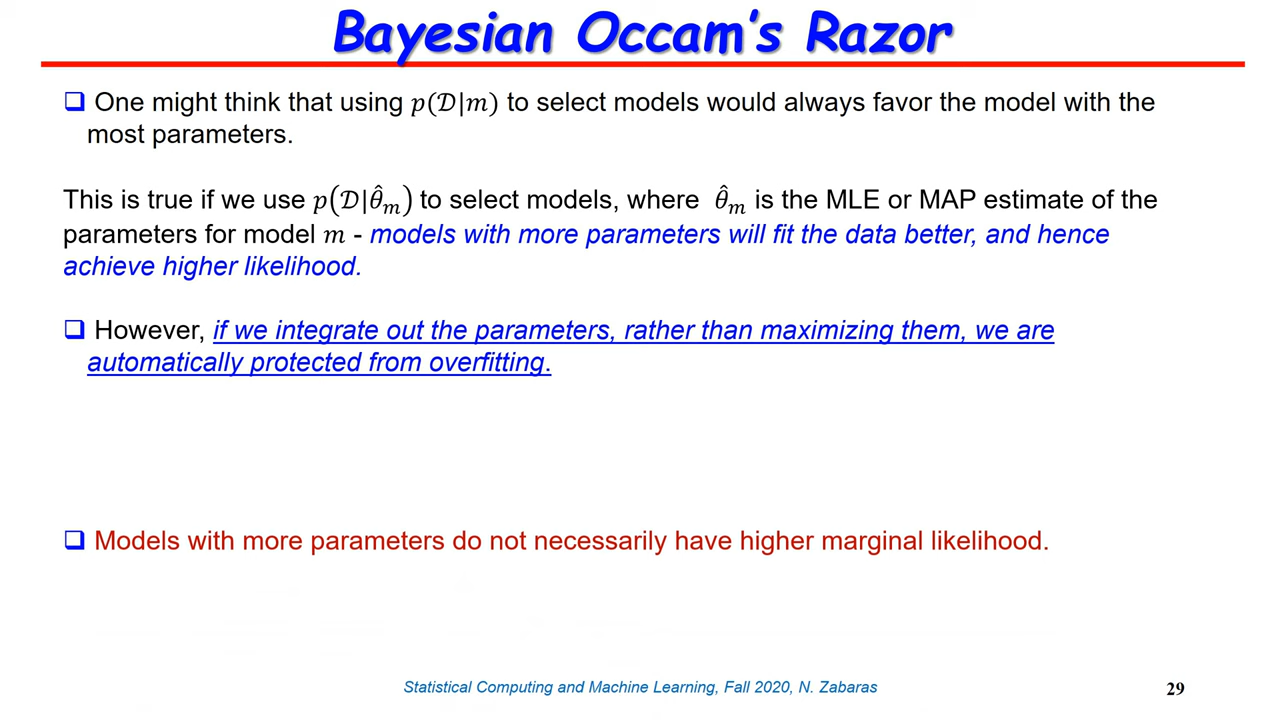 Bayesian Occam's Razor
❑ One might think that using 𝑝(𝒟|𝑚) to select models would always favor the model with the
most parameters.
This is true if we use 𝑝(𝒟|θ̂ₘ) to select models, where θ̂ₘ is the MLE or MAP estimate of the
parameters for model 𝑚 - models with more parameters will fit the data better, and hence
achieve higher likelihood.
❑ However, if we integrate out the parameters, rather than maximizing them, we are
automatically protected from overfitting.
❑ Models with more parameters do not necessarily have higher marginal likelihood.
Statistical Computing and Machine Learning, Fall 2020, N. Zabaras
29